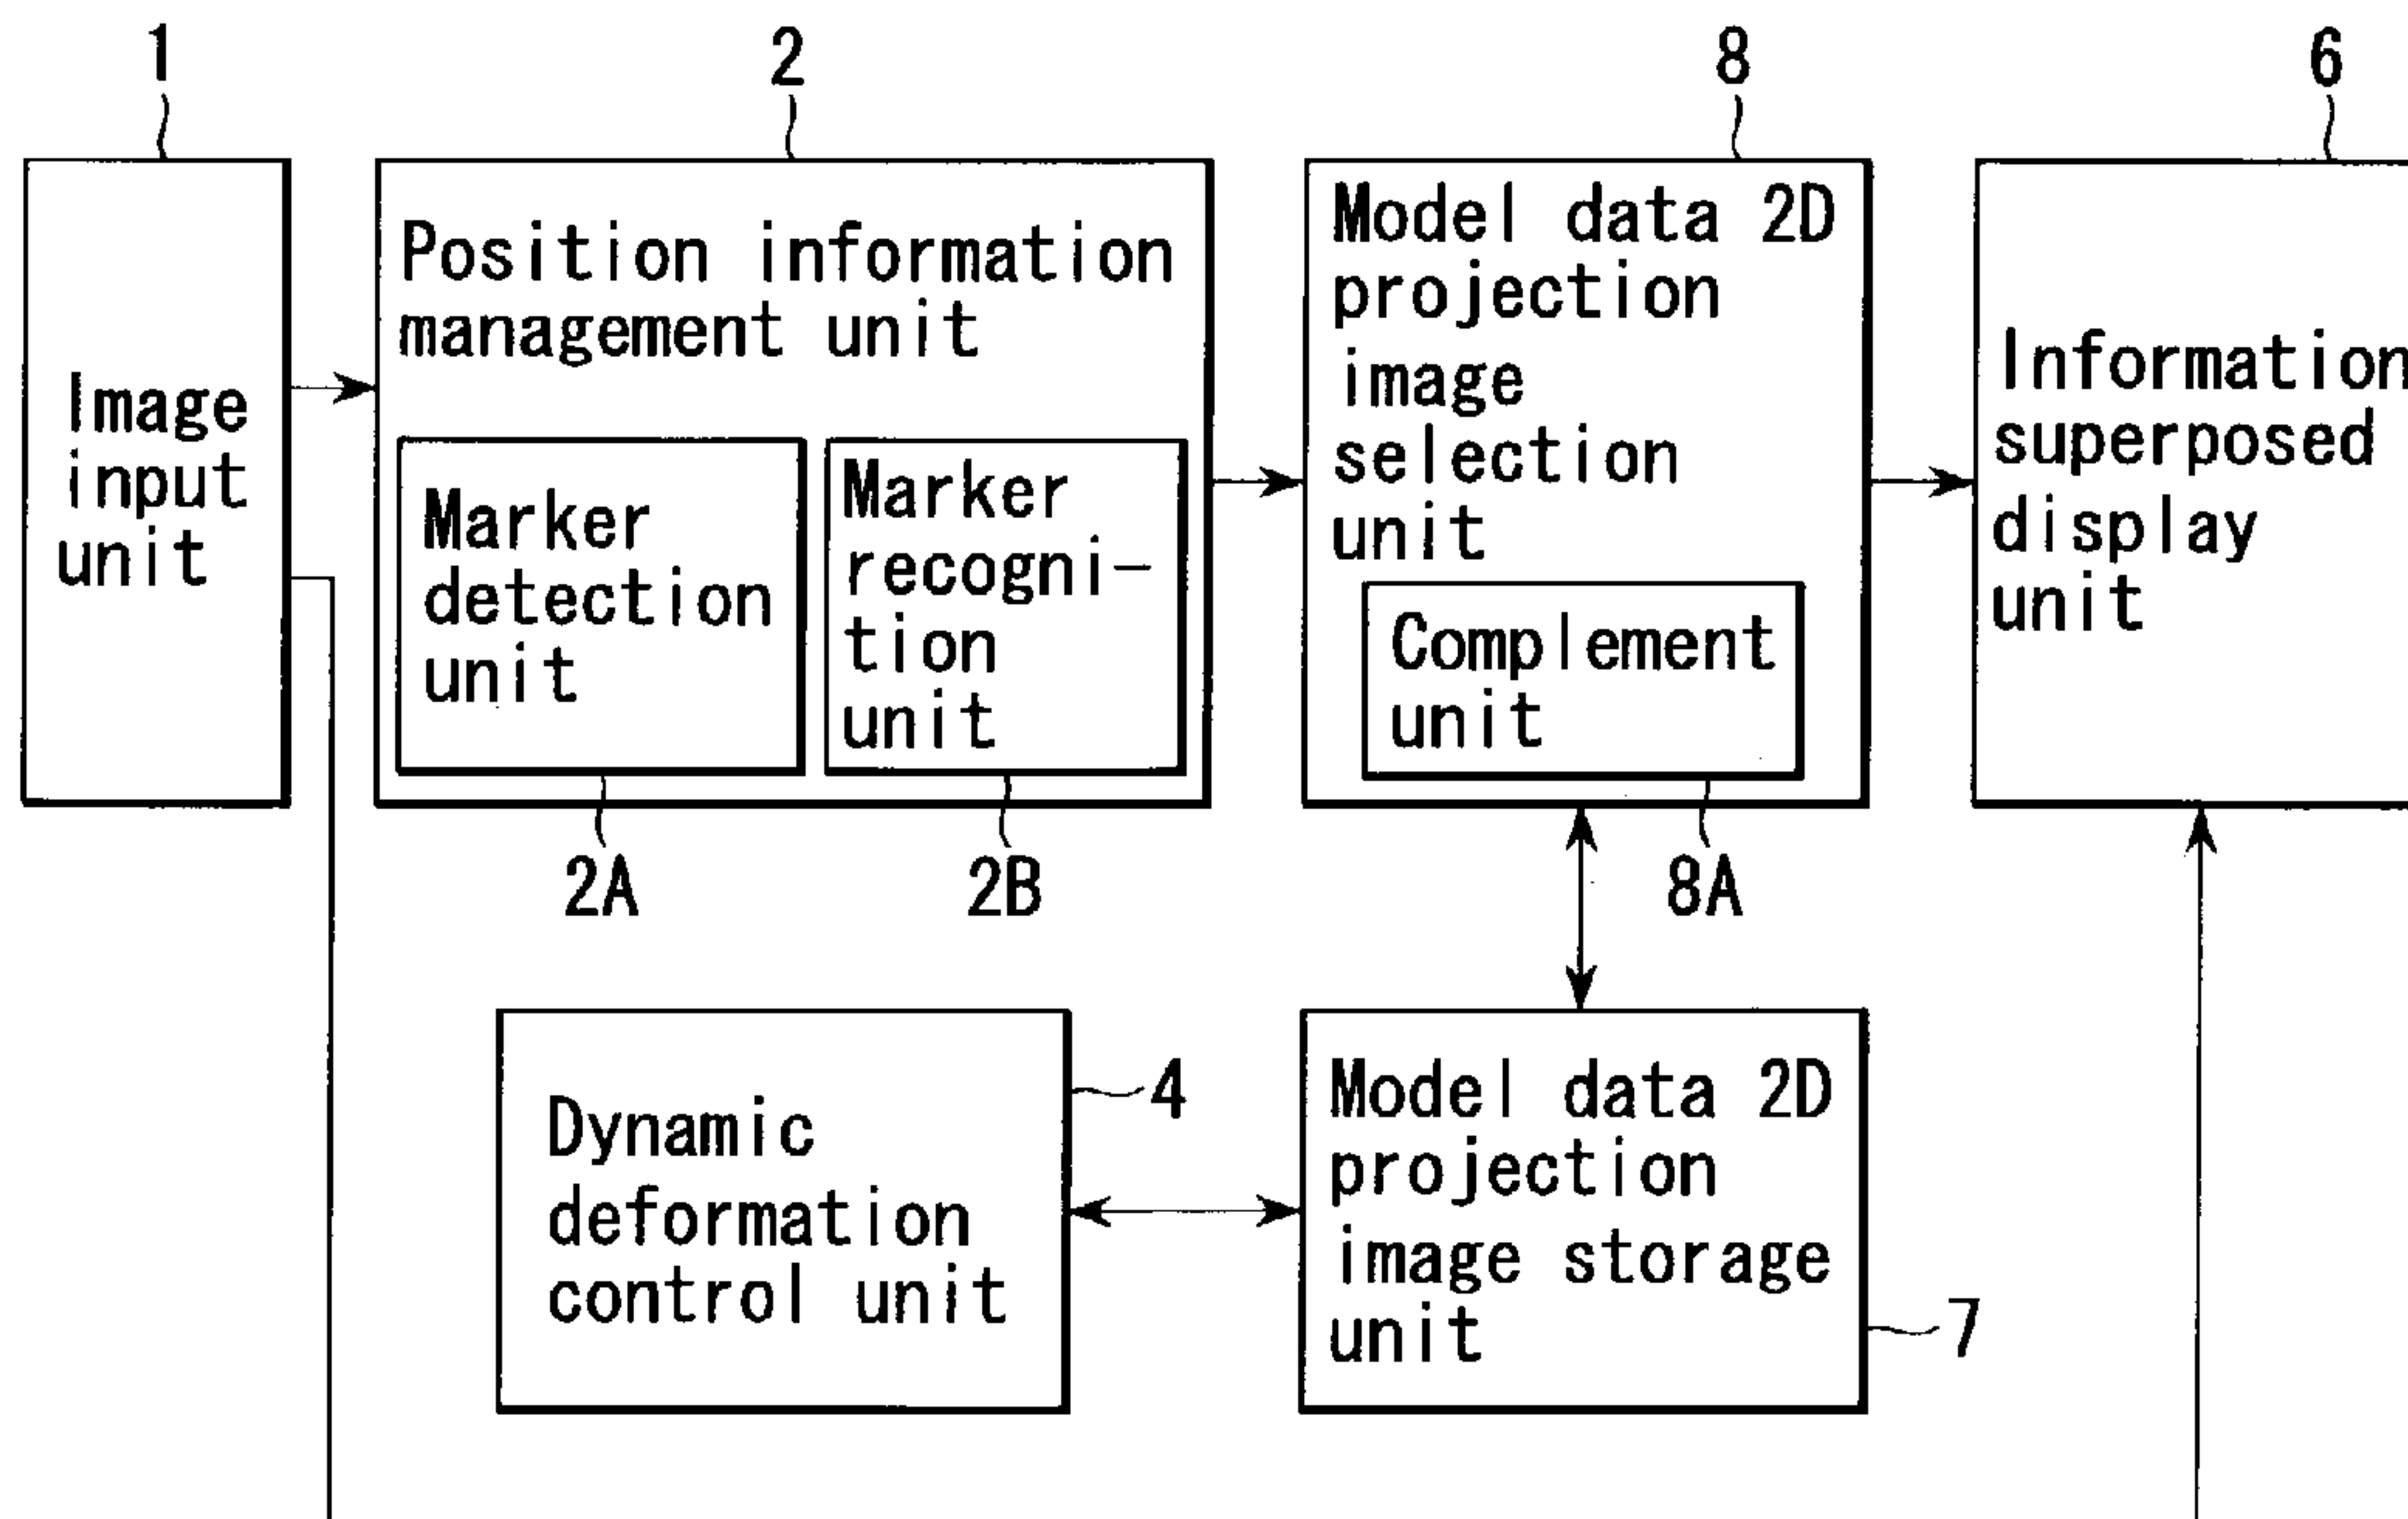 1
2
8
6
Image
input
unit
Position information
management unit
Marker
detection
unit
Marker
recogni-
tion
unit
Model data 2D
projection
image
selection
unit
Complement
unit
Information
superposed
display
unit
2A
2B
8A
Dynamic
deformation
control unit
4
Model data 2D
projection
image storage
unit
7